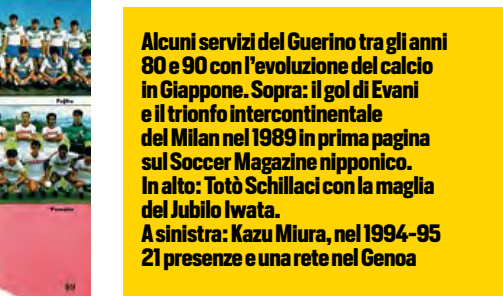 Fujita
Alcuni servizi del Guerino tra gli anni
80 e 90 con l'evoluzione del calcio
in Giappone. Sopra: il gol di Evani
e il trionfo intercontinentale
del Milan nel 1989 in prima pagina
sul Soccer Magazine nipponico.
In alto: Totò Schillaci con la maglia
del Jubilo Iwata.
A sinistra: Kazu Miura, nel 1994-95
21 presenze e una rete nel Genoa
89